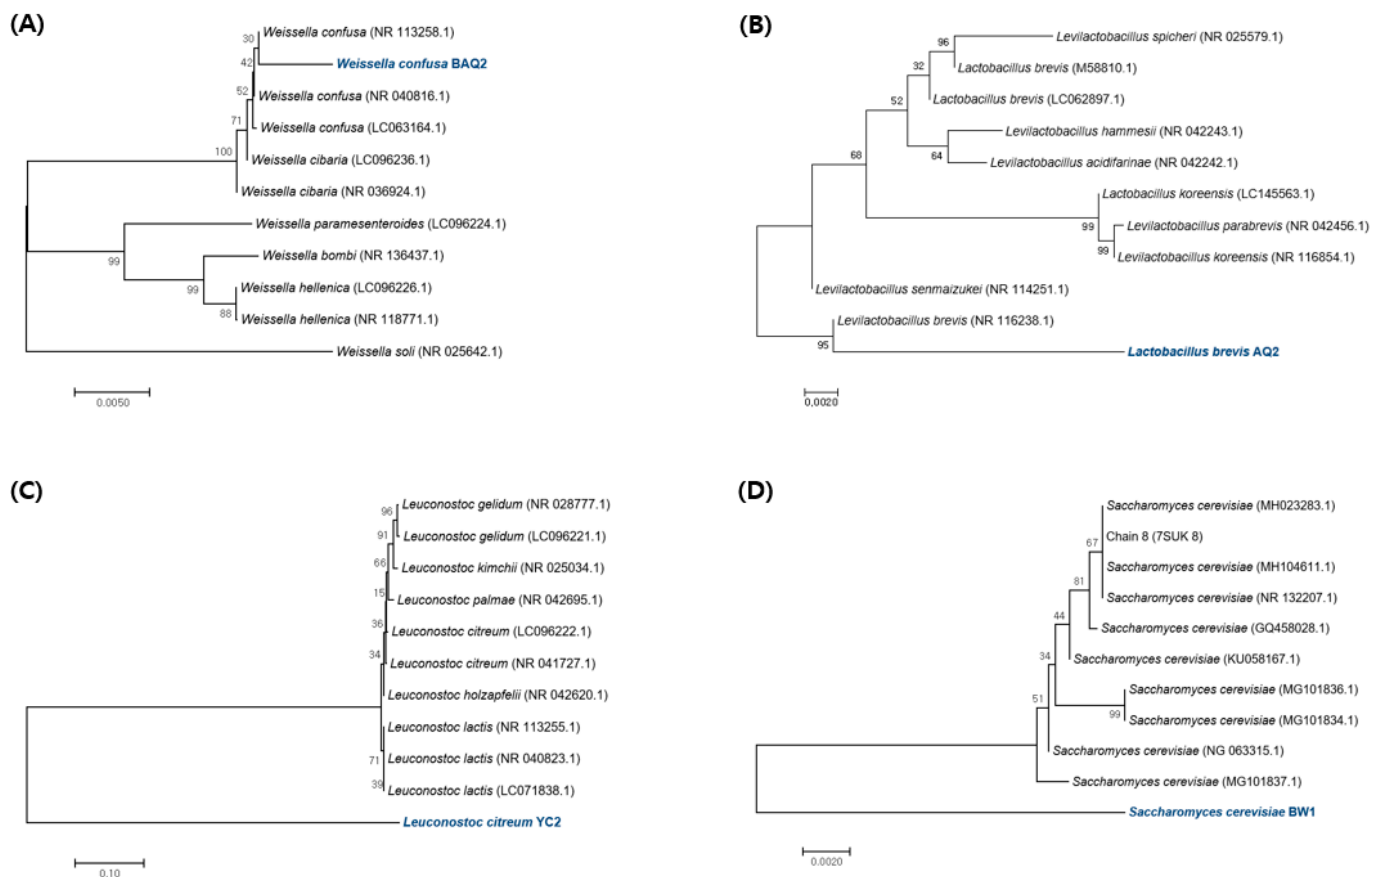 (A)
30
Weissella confusa (NR 113258.1)
Weissella confusa BAQ2
42
Weissella confusa (NR 040816.1)
52
Weissella confusa (LC063164.1)
71
Weissella cibaria (LC096236.1)
100
Weissella cibaria (NR 036924.1)
Weissella paramesenteroides (LC096224.1)
99
Weissella bombi (NR 136437.1)
99
Weissella hellenica (LC096226.1)
88
Weissella hellenica (NR 118771.1)
Weissella soli (NR 025642.1)
0.0050
(B)
96
Levilactobacillus spicheri (NR 025579.1)
Lactobacillus brevis (M58810.1)
32
Lactobacillus brevis (LC062897.1)
52
Levilactobacillus hammesii (NR 042243.1)
64
Levilactobacillus acidifarinae (NR 042242.1)
68
Lactobacillus koreensis (LC145563.1)
99
Levilactobacillus parabrevis (NR 042456.1)
99
Levilactobacillus koreensis (NR 116854.1)
Levilactobacillus senmaizukei (NR 114251.1)
Levilactobacillus brevis (NR 116238.1)
95
Lactobacillus brevis AQ2
0,0020
(C)
96
Leuconostoc gelidum (NR 028777.1)
91
Leuconostoc gelidum (LC096221.1)
66
Leuconostoc kimchii (NR 025034.1)
15
Leuconostoc palmae (NR 042695.1)
36
Leuconostoc citreum (LC096222.1)
34
Leuconostoc citreum (NR 041727.1)
Leuconostoc holzapfelii (NR 042620.1)
Leuconostoc lactis (NR 113255.1)
71
Leuconostoc lactis (NR 040823.1)
39
Leuconostoc lactis (LC071838.1)
Leuconostoc citreum YC2
0.10
(D)
Saccharomyces cerevisiae (MH023283.1)
67
Chain 8 (7SUK 8)
Saccharomyces cerevisiae (MH104611.1)
81
Saccharomyces cerevisiae (NR 132207.1)
44
Saccharomyces cerevisiae (GQ458028.1)
34
Saccharomyces cerevisiae (KU058167.1)
51
Saccharomyces cerevisiae (MG101836.1)
99
Saccharomyces cerevisiae (MG101834.1)
Saccharomyces cerevisiae (NG 063315.1)
Saccharomyces cerevisiae (MG101837.1)
Saccharomyces cerevisiae BW1
0.0020